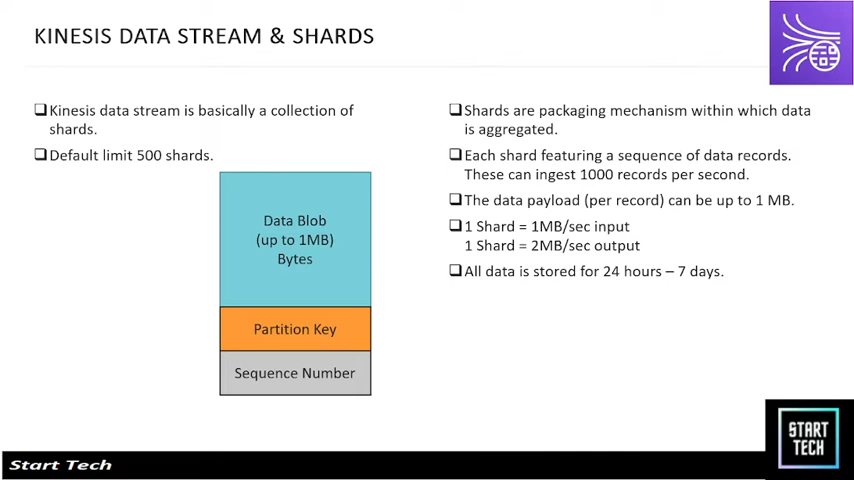 KINESIS DATA STREAM & SHARDS
❑Kinesis data stream is basically a collection of
shards.
❑Default limit 500 shards.
Data Blob
(up to 1MB)
Bytes
Partition Key
Sequence Number
❑Shards are packaging mechanism within which data
is aggregated.
❑Each shard featuring a sequence of data records.
These can ingest 1000 records per second.
❑The data payload (per record) can be up to 1 MB.
❑1 Shard = 1MB/sec input
1 Shard = 2MB/sec output
❑All data is stored for 24 hours – 7 days.
START
TECH
Start Tech